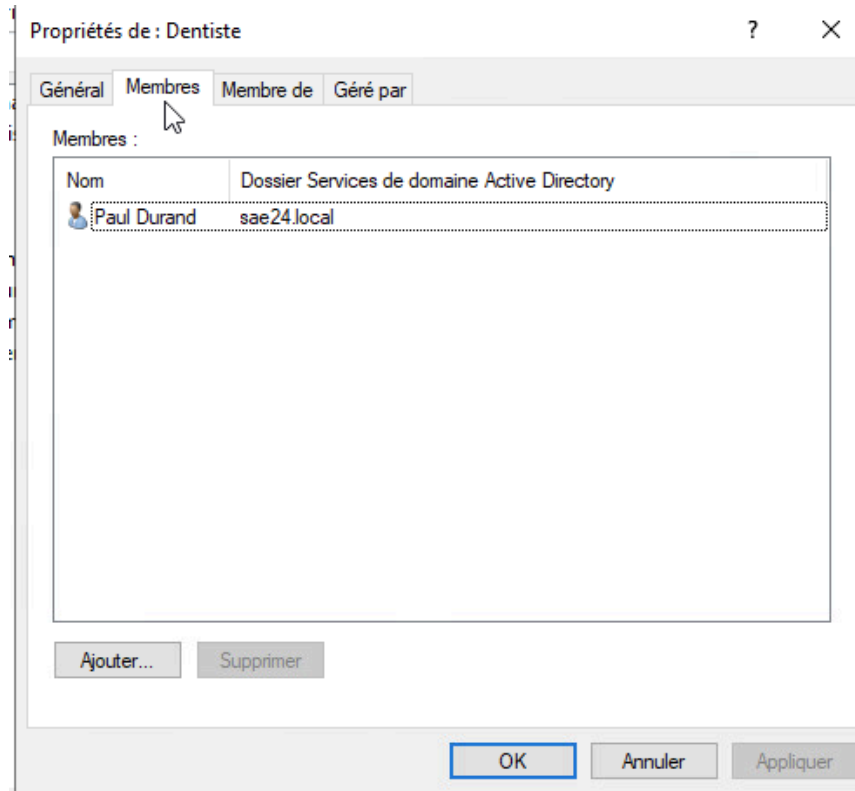 Propriétés de : Dentiste ? X
Général Membres Membre de Géré par
Membres :
Nom Dossier Services de domaine Active Directory
Paul Durand sae24.local
Ajouter... Supprimer
OK Annuler Appliquer